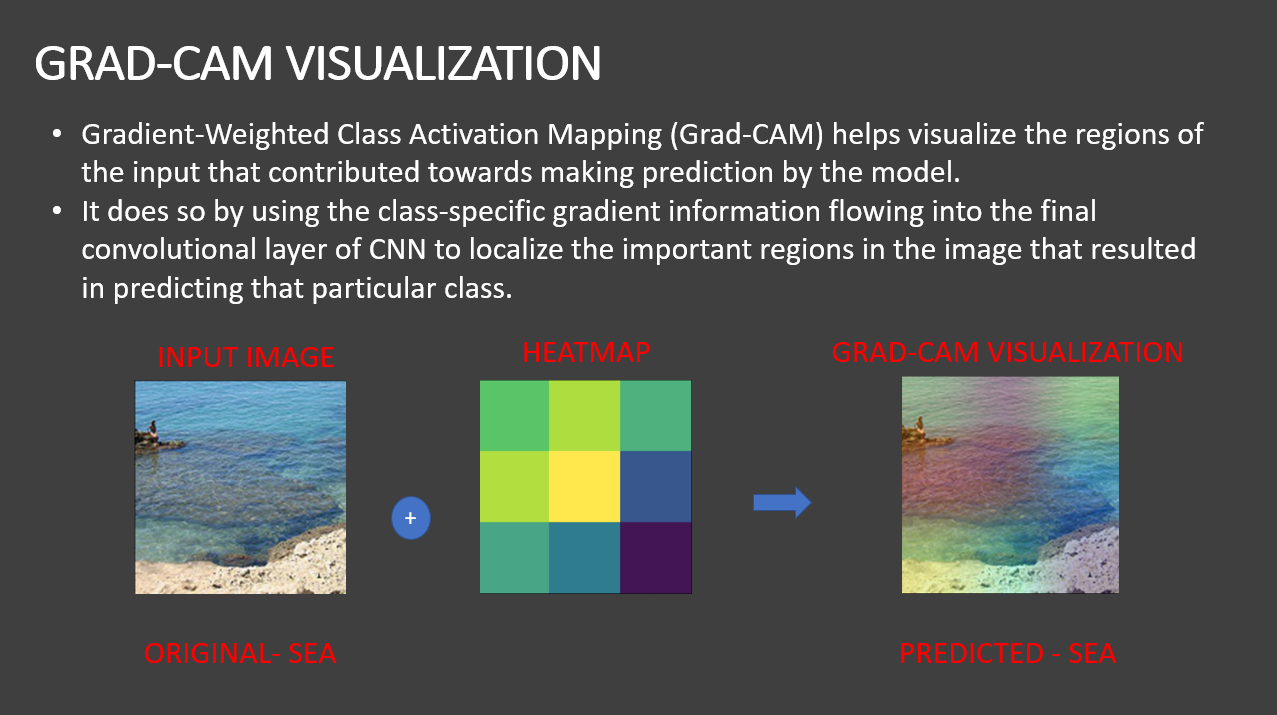 GRAD-CAM VISUALIZATION
• Gradient-Weighted Class Activation Mapping (Grad-CAM) helps visualize the regions of
the input that contributed towards making prediction by the model.
• It does so by using the class-specific gradient information flowing into the final
convolutional layer of CNN to localize the important regions in the image that resulted
in predicting that particular class.
INPUT IMAGE
HEATMAP
GRAD-CAM VISUALIZATION
+
ORIGINAL- SEA
PREDICTED - SEA